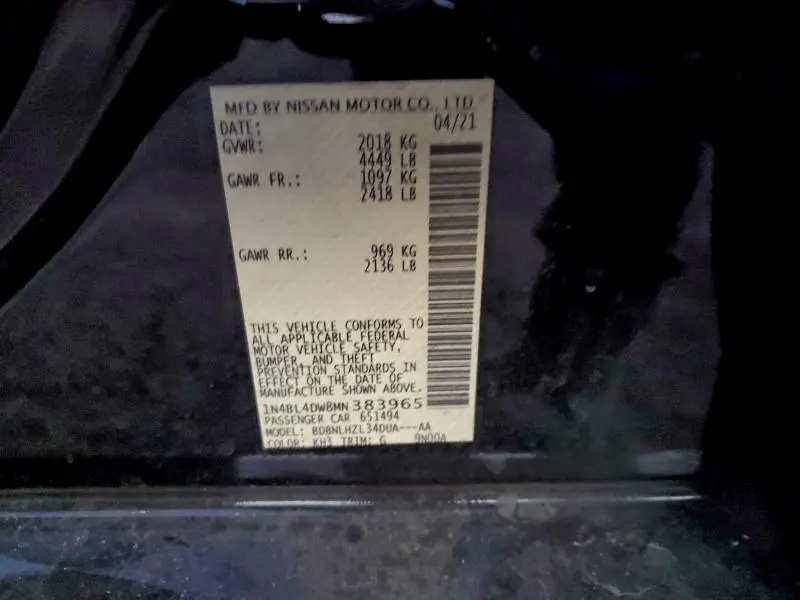 MFD BY NISSAN MOTOR CO., LTD
DATE: 04/21
GVWR: 2018 KG
4449 LB
GAWR FR.: 1097 KG
2418 LB
GAWR RR.: 969 KG
2136 LB
THIS VEHICLE CONFORMS TO
ALL APPLICABLE FEDERAL
MOTOR VEHICLE SAFETY,
BUMPER, AND THEFT
PREVENTION STANDARDS IN
EFFECT ON THE DATE OF
MANUFACTURE SHOWN ABOVE.
1N4BL4DW8MN383965
PASSENGER CAR 651494
MODEL: BDBNLHZL34DUA---AA
COLOR: KH3 TRIM: G 9N00A